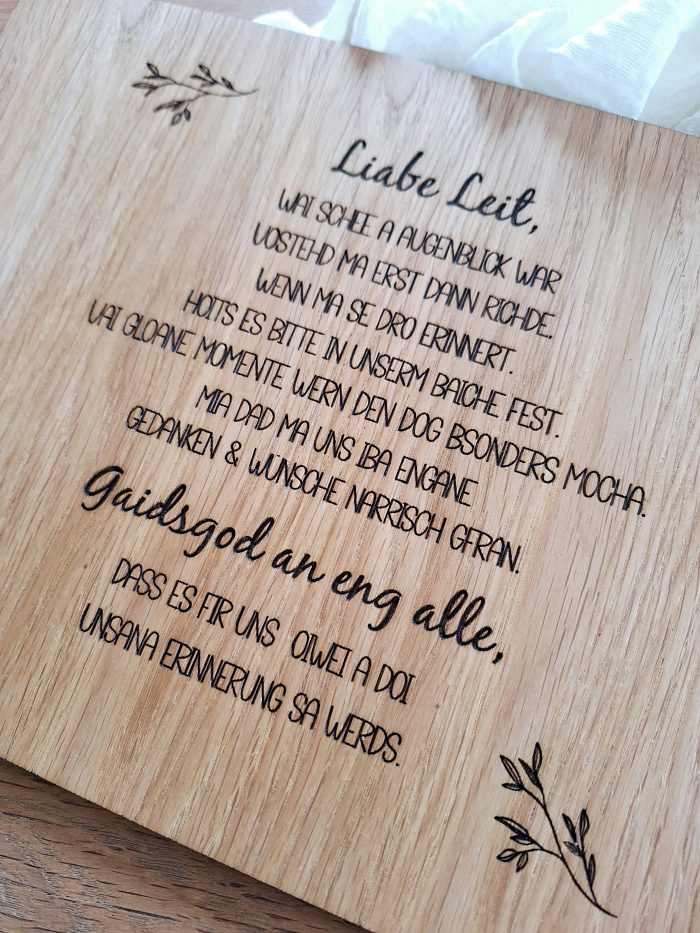 Liabe Leit,
WAI SCHEE A AUGENBLICK WAR
VOSTEHD MA ERST DANN RICHDE.
WENN MA SE DRO ERINNERT.
HOITS ES BITTE IN UNSERM BAICHE FEST.
VAI GLOANE MOMENTE WERN DEN DOG BSONDERS MOCHA.
MIA DAD MA UNS IBA ENGANE
GEDANKEN & WÜNSCHE NARRISCH GFRAN.
Gaidsgod an eng alle,
DASS ES FIR UNS OIWEI A DOI
UNSANA ERINNERUNG SA WERDS.